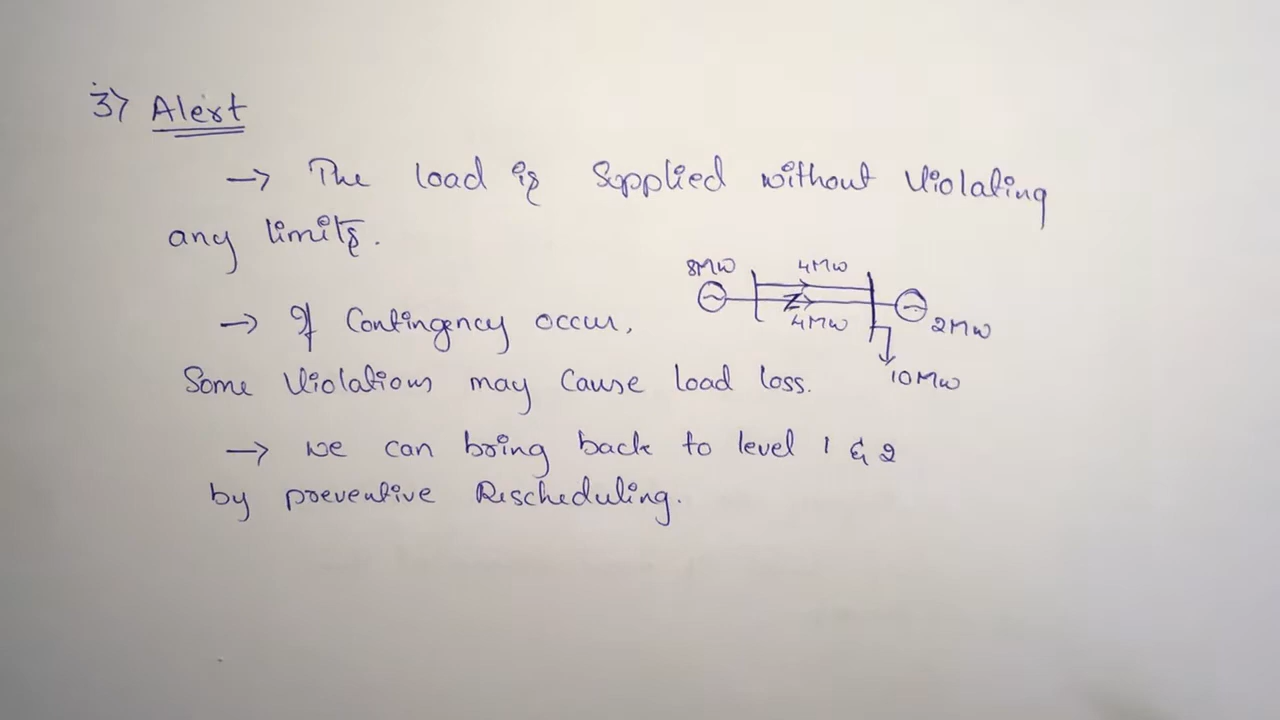 3) Alert
→ The load is Supplied without Violating
any limits.
8MW 4MW
4MW 2MW
10MW
→ If Contingency occur,
Some Violations may Cause load loss.
→ we can bring back to level 1 & 2
by preventive Rescheduling.